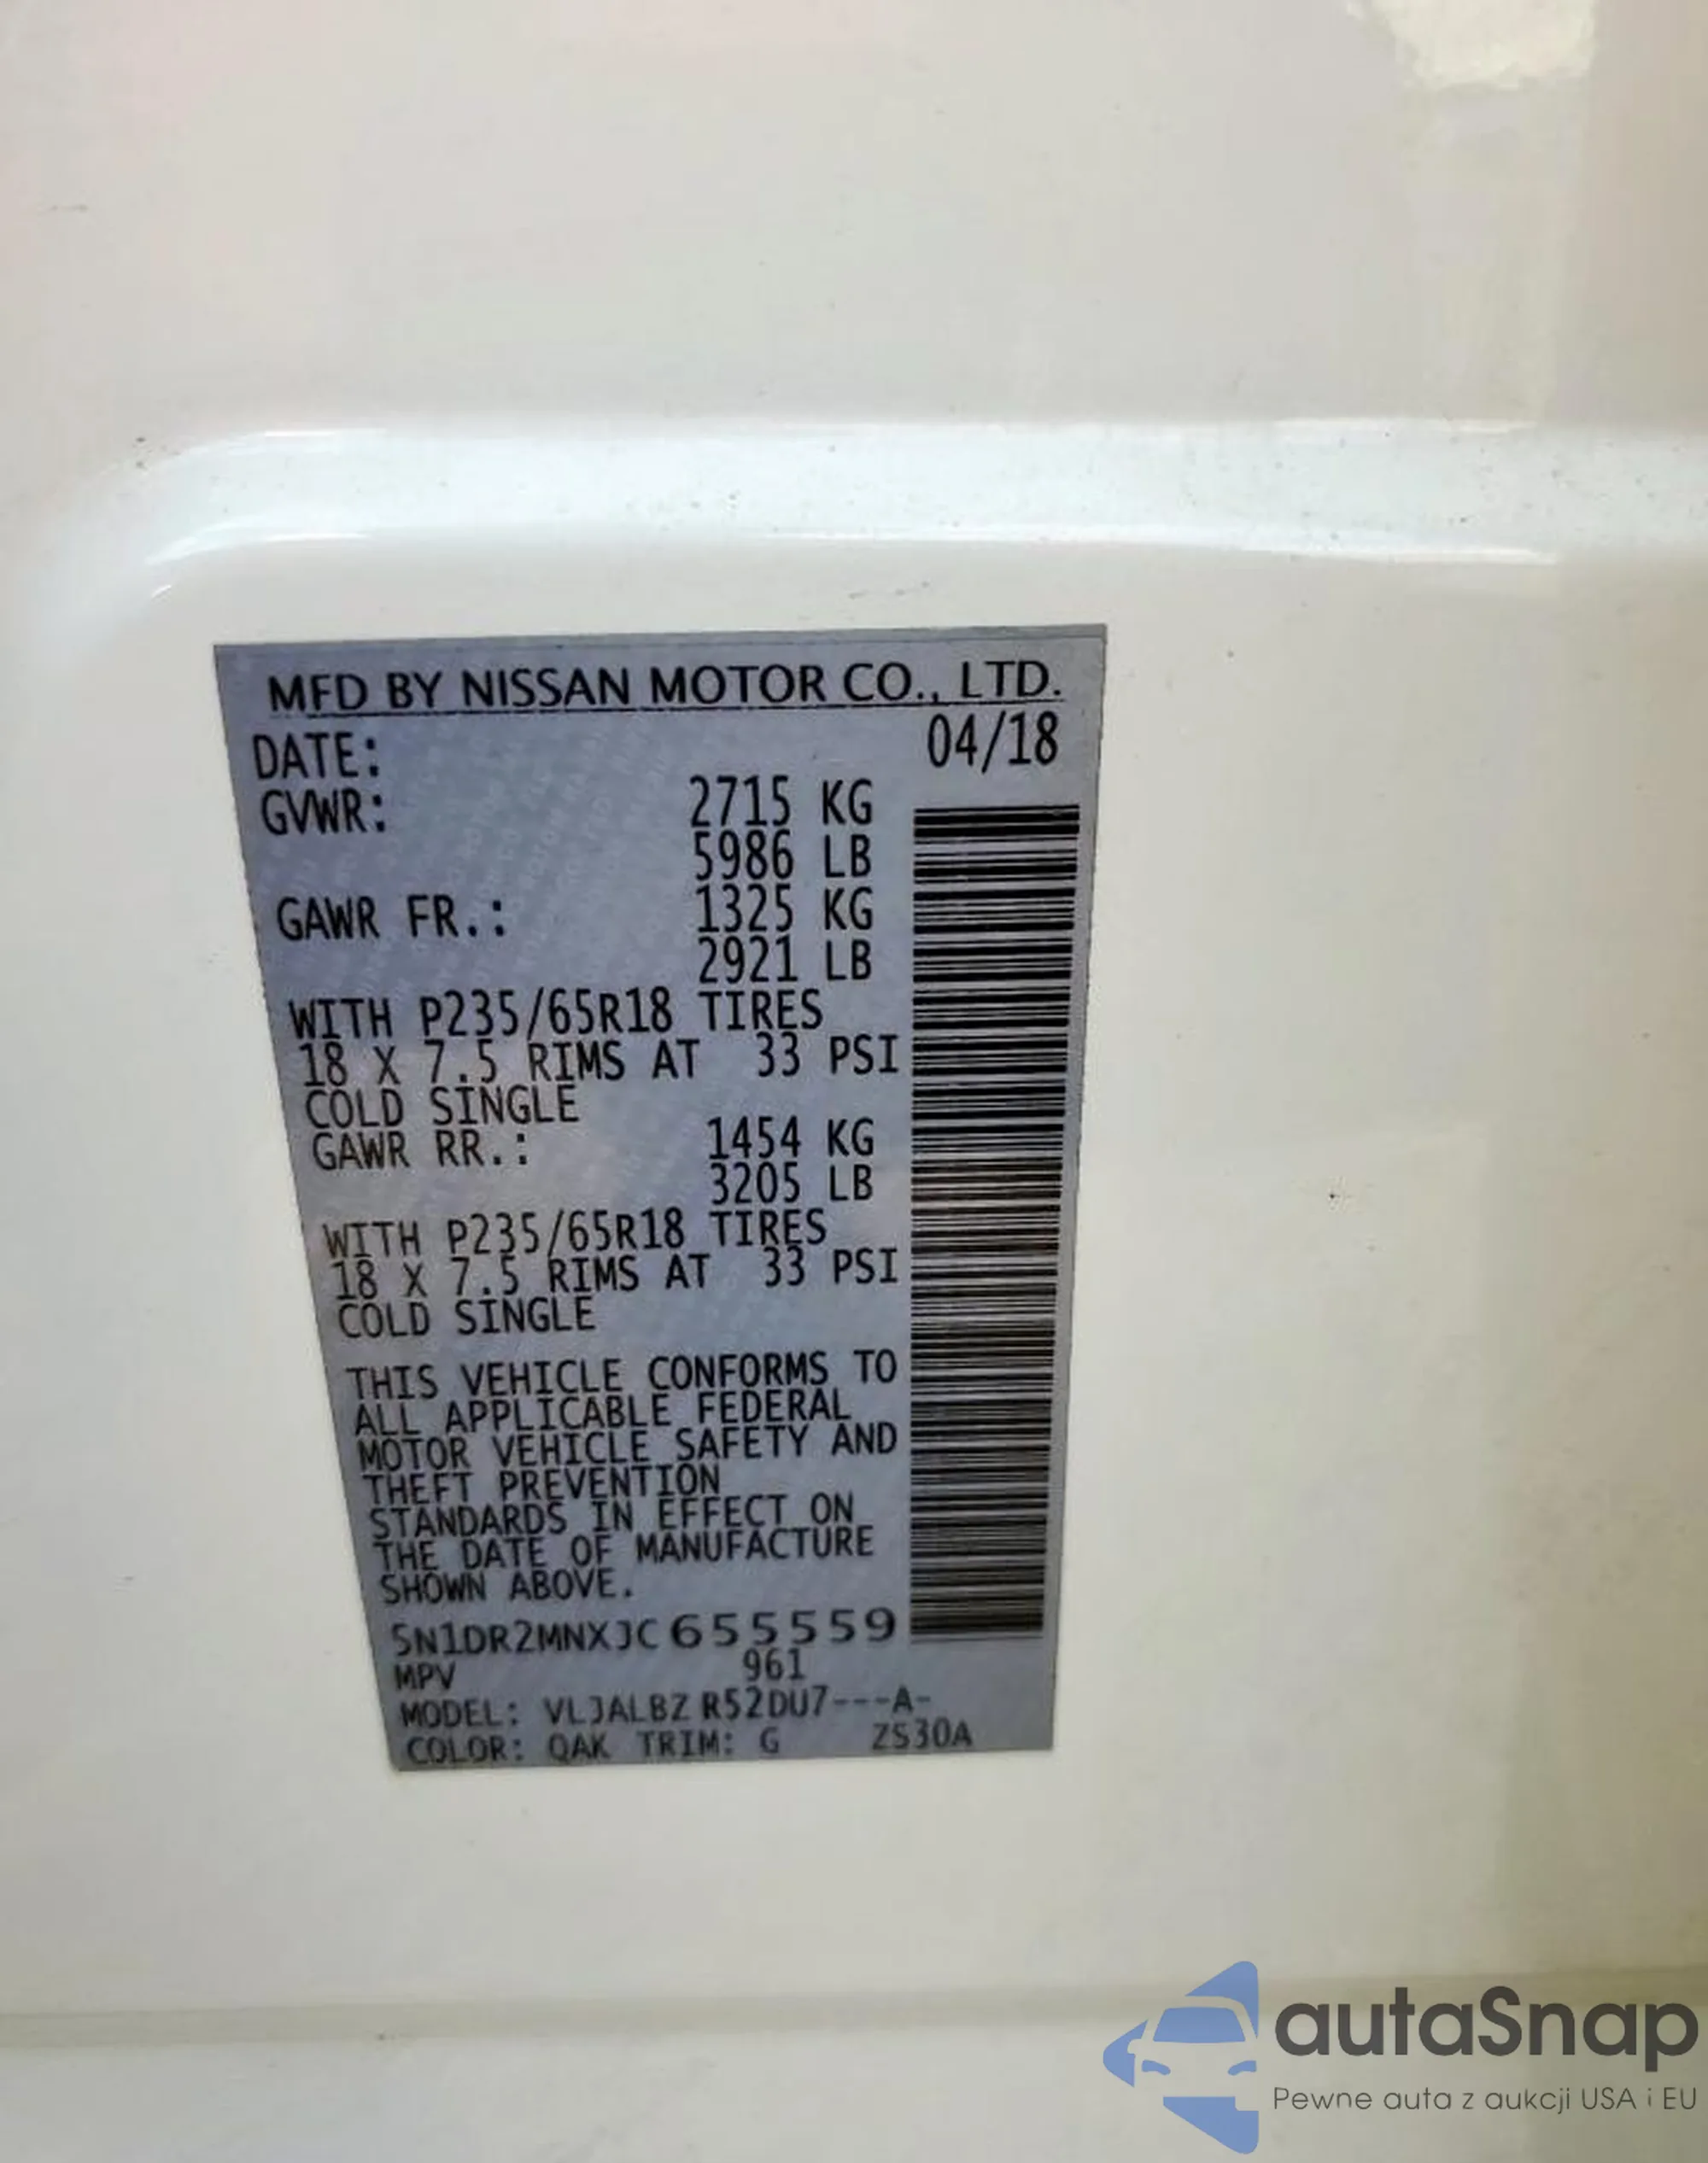 MFD BY NISSAN MOTOR CO., LTD.
DATE: 04/18
GVWR: 2715 KG
5986 LB
GAWR FR.: 1325 KG
2921 LB
WITH P235/65R18 TIRES
18 X 7.5 RIMS AT 33 PSI
COLD SINGLE
GAWR RR.: 1454 KG
3205 LB
WITH P235/65R18 TIRES
18 X 7.5 RIMS AT 33 PSI
COLD SINGLE
THIS VEHICLE CONFORMS TO
ALL APPLICABLE FEDERAL
MOTOR VEHICLE SAFETY AND
THEFT PREVENTION
STANDARDS IN EFFECT ON
THE DATE OF MANUFACTURE
SHOWN ABOVE.
5N1DR2MNXJC655559
MPV 961
MODEL: VLJALBZ R52DU7---A-
COLOR: QAK TRIM: G ZS30A
autaSnap
Pewne auta z aukcji USA i EU